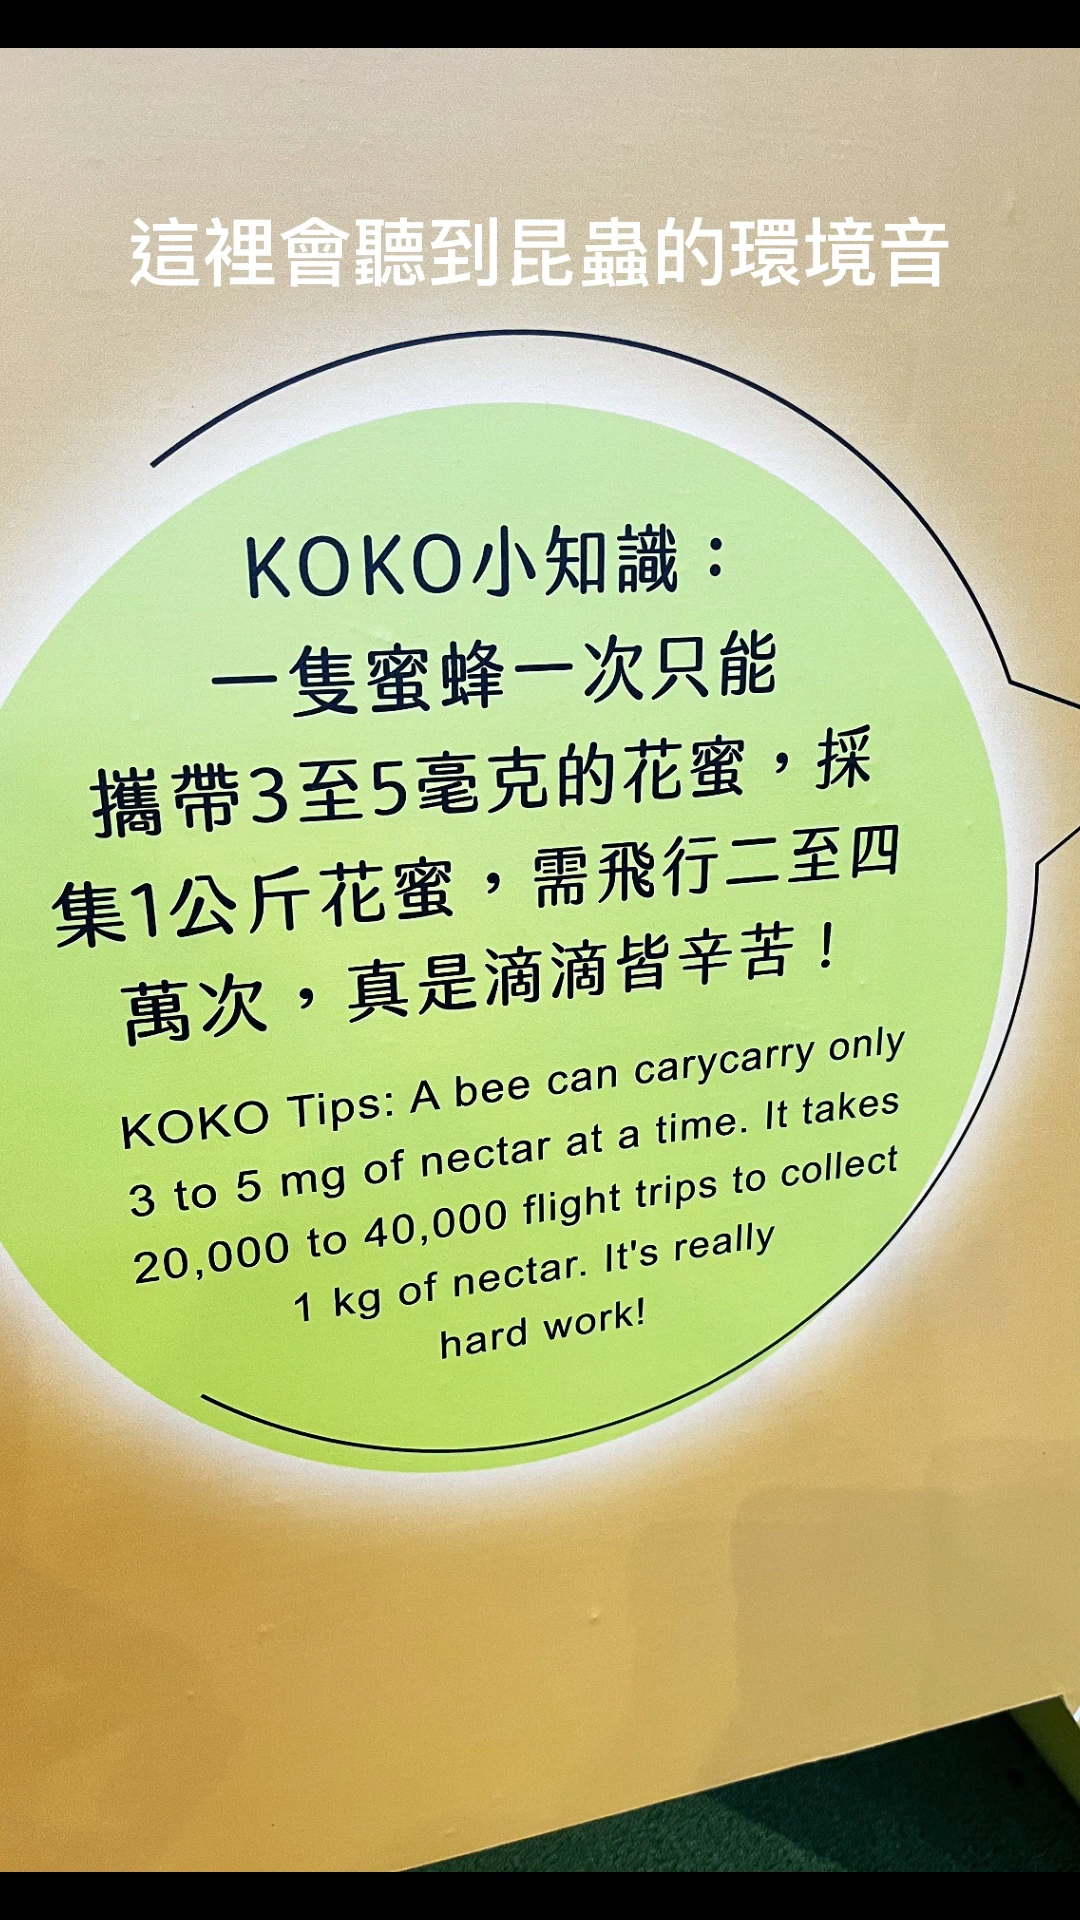 這裡會聽到昆蟲的環境音
KOKO小知識：
一隻蜜蜂一次只能
攜帶3至5毫克的花蜜，採
集1公斤花蜜，需飛行二至四
萬次，真是滴滴皆辛苦！
KOKO Tips: A bee can carycarry only
3 to 5 mg of nectar at a time. It takes
20,000 to 40,000 flight trips to collect
1 kg of nectar. It's really
hard work!